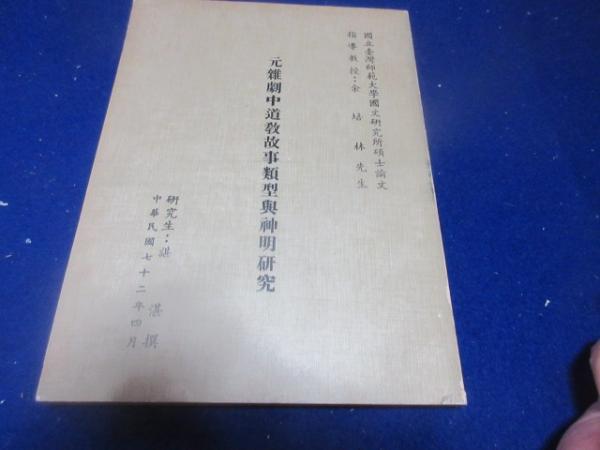 國立臺灣師範大學國文研究所碩士論文
指導教授：余培林先生
元雜劇中道教故事類型與神明研究
研究生：諶湛撰
中華民國七十二年四月